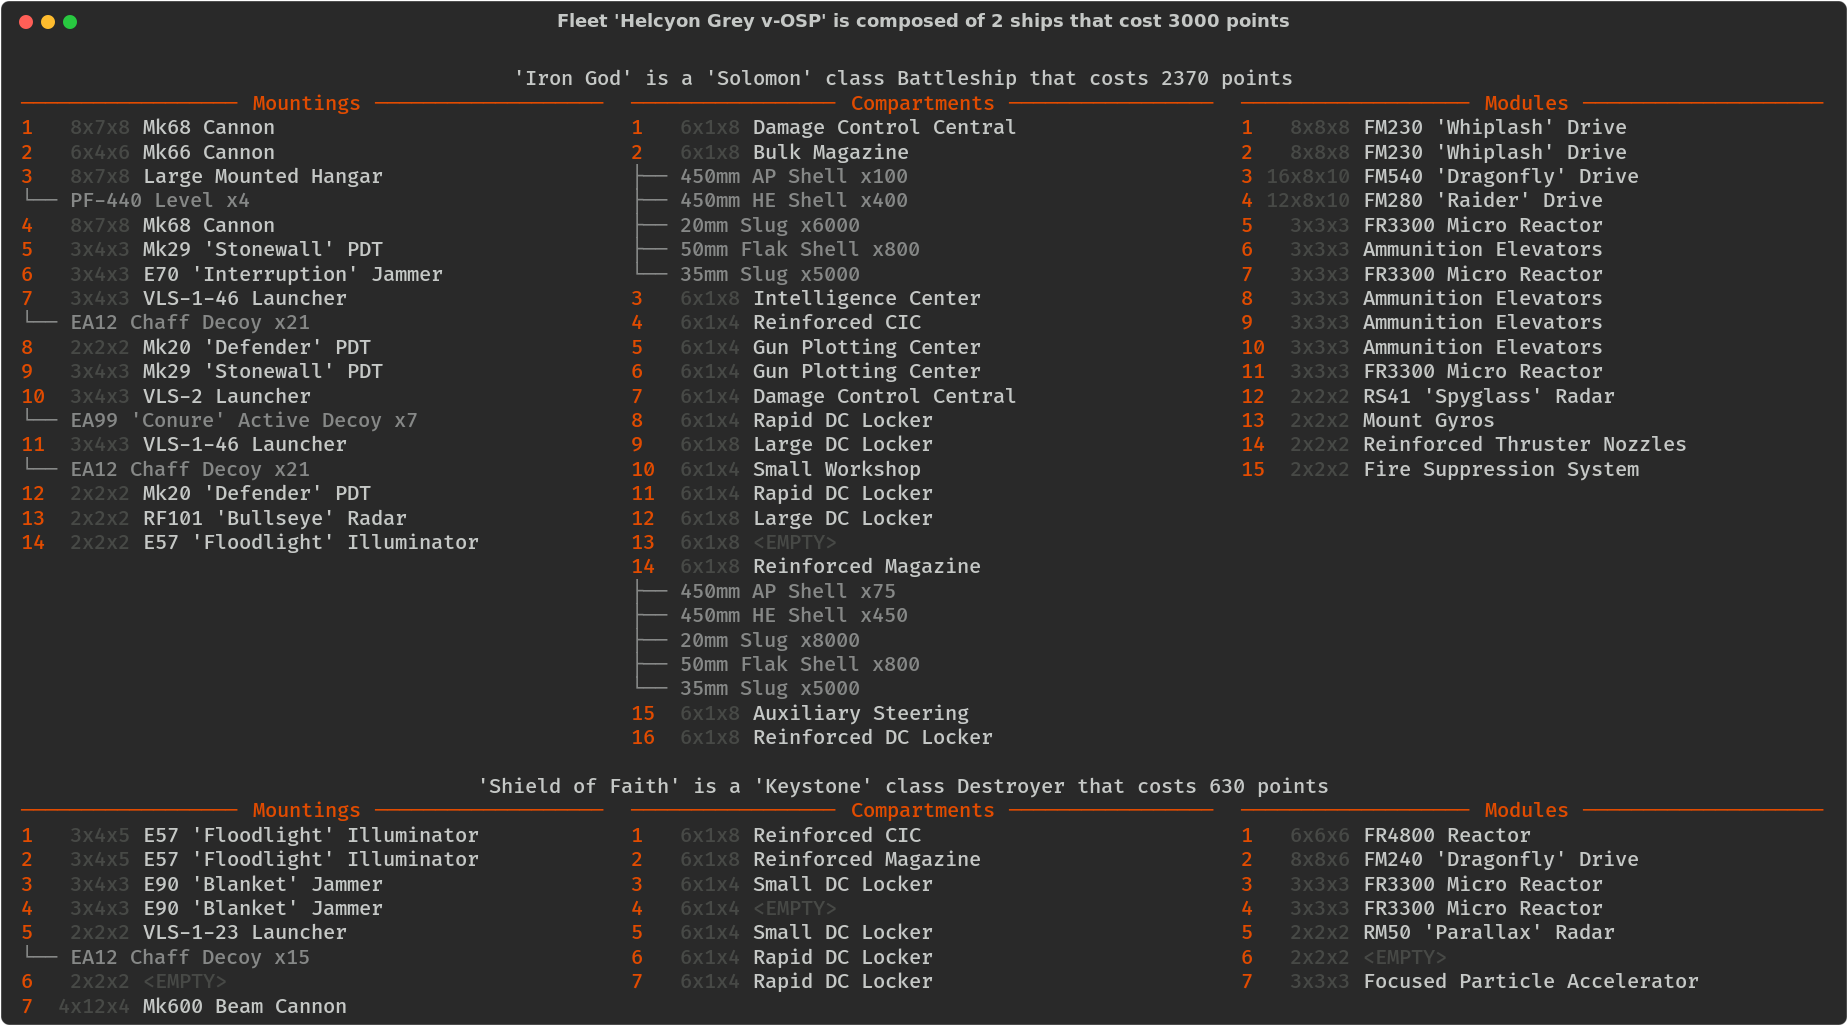 Fleet 'Helcyon Grey v-OSP' is composed of 2 ships that cost 3000 points
'Iron God' is a 'Solomon' class Battleship that costs 2370 points
Mountings
1 8x7x8 Mk68 Cannon
2 6x4x6 Mk66 Cannon
3 8x7x8 Large Mounted Hangar
└── PF-440 Level x4
4 8x7x8 Mk68 Cannon
5 3x4x3 Mk29 'Stonewall' PDT
6 3x4x3 E70 'Interruption' Jammer
7 3x4x3 VLS-1-46 Launcher
└── EA12 Chaff Decoy x21
8 2x2x2 Mk20 'Defender' PDT
9 3x4x3 Mk29 'Stonewall' PDT
10 3x4x3 VLS-2 Launcher
└── EA99 'Conure' Active Decoy x7
11 3x4x3 VLS-1-46 Launcher
└── EA12 Chaff Decoy x21
12 2x2x2 Mk20 'Defender' PDT
13 2x2x2 RF101 'Bullseye' Radar
14 2x2x2 E57 'Floodlight' Illuminator
Compartments
1 6x1x8 Damage Control Central
2 6x1x8 Bulk Magazine
├── 450mm AP Shell x100
├── 450mm HE Shell x400
├── 20mm Slug x6000
├── 50mm Flak Shell x800
└── 35mm Slug x5000
3 6x1x8 Intelligence Center
4 6x1x4 Reinforced CIC
5 6x1x4 Gun Plotting Center
6 6x1x4 Gun Plotting Center
7 6x1x4 Damage Control Central
8 6x1x4 Rapid DC Locker
9 6x1x8 Large DC Locker
10 6x1x4 Small Workshop
11 6x1x4 Rapid DC Locker
12 6x1x8 Large DC Locker
13 6x1x8 <EMPTY>
14 6x1x8 Reinforced Magazine
├── 450mm AP Shell x75
├── 450mm HE Shell x450
├── 20mm Slug x8000
├── 50mm Flak Shell x800
└── 35mm Slug x5000
15 6x1x8 Auxiliary Steering
16 6x1x8 Reinforced DC Locker
Modules
1 8x8x8 FM230 'Whiplash' Drive
2 8x8x8 FM230 'Whiplash' Drive
3 16x8x10 FM540 'Dragonfly' Drive
4 12x8x10 FM280 'Raider' Drive
5 3x3x3 FR3300 Micro Reactor
6 3x3x3 Ammunition Elevators
7 3x3x3 FR3300 Micro Reactor
8 3x3x3 Ammunition Elevators
9 3x3x3 Ammunition Elevators
10 3x3x3 Ammunition Elevators
11 3x3x3 FR3300 Micro Reactor
12 2x2x2 RS41 'Spyglass' Radar
13 2x2x2 Mount Gyros
14 2x2x2 Reinforced Thruster Nozzles
15 2x2x2 Fire Suppression System
'Shield of Faith' is a 'Keystone' class Destroyer that costs 630 points
Mountings
1 3x4x5 E57 'Floodlight' Illuminator
2 3x4x5 E57 'Floodlight' Illuminator
3 3x4x3 E90 'Blanket' Jammer
4 3x4x3 E90 'Blanket' Jammer
5 2x2x2 VLS-1-23 Launcher
└── EA12 Chaff Decoy x15
6 2x2x2 <EMPTY>
7 4x12x4 Mk600 Beam Cannon
Compartments
1 6x1x8 Reinforced CIC
2 6x1x8 Reinforced Magazine
3 6x1x4 Small DC Locker
4 6x1x4 <EMPTY>
5 6x1x4 Small DC Locker
6 6x1x4 Rapid DC Locker
7 6x1x4 Rapid DC Locker
Modules
1 6x6x6 FR4800 Reactor
2 8x8x6 FM240 'Dragonfly' Drive
3 3x3x3 FR3300 Micro Reactor
4 3x3x3 FR3300 Micro Reactor
5 2x2x2 RM50 'Parallax' Radar
6 2x2x2 <EMPTY>
7 3x3x3 Focused Particle Accelerator